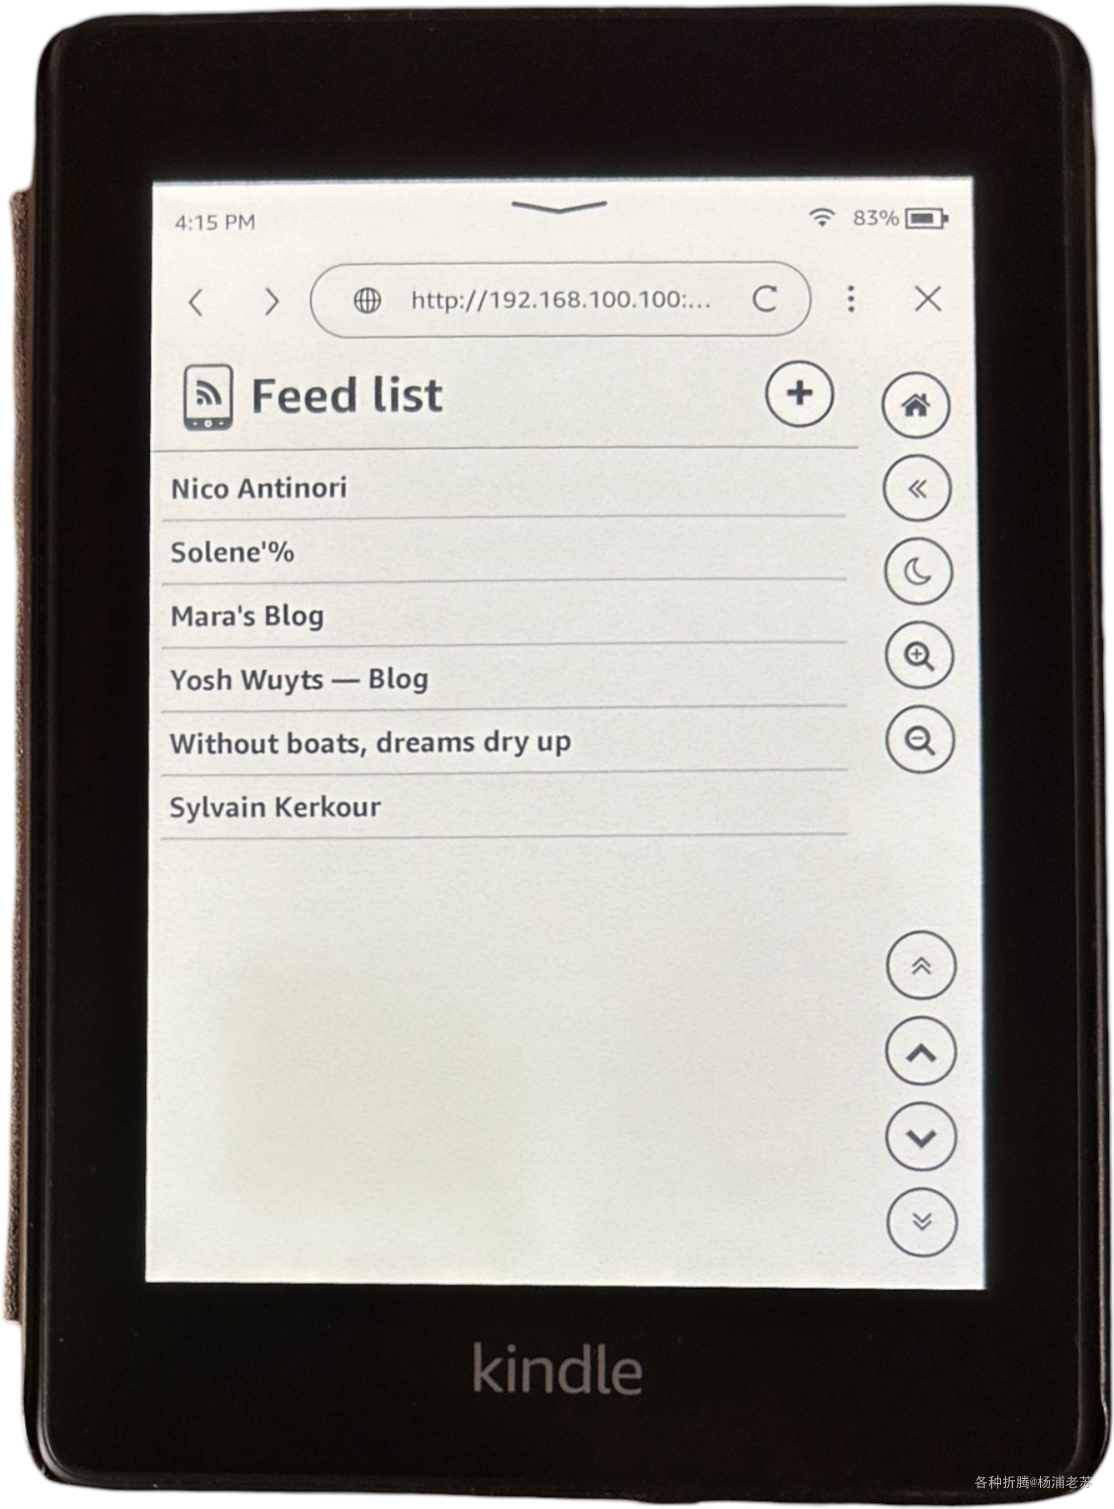 4:15 PM
83%
http://192.168.100.100:...
Feed list
Nico Antinori
Solene'%
Mara's Blog
Yosh Wuyts — Blog
Without boats, dreams dry up
Sylvain Kerkour
kindle
各种折腾@杨浦老苏